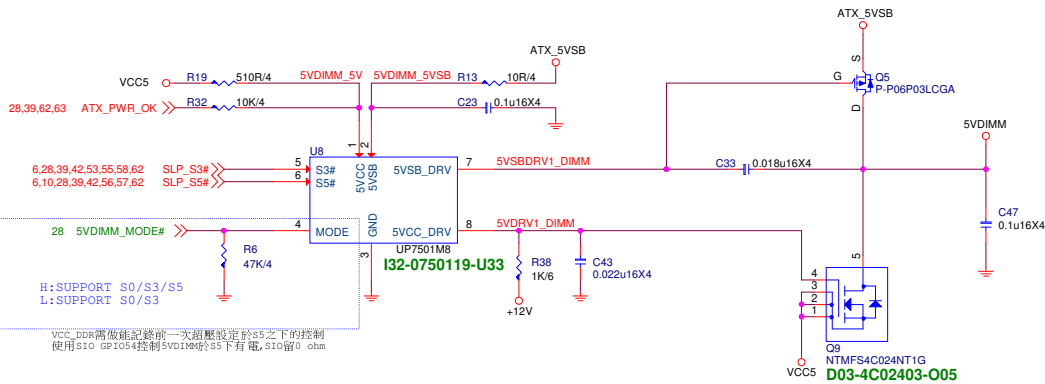 ATX_5VSB
ATX_5VSB
VCC5
R19
510R/4
5VDIMM_5V
5VDIMM_5VSB
R13
10R/4
S
G
Q5
P-P06P03LCGA
D
28,39,62,63
ATX_PWR_OK
R32
10K/4
C23
0.1u16X4
5VDIMM
U8
1
2
6,28,39,42,53,55,58,62
SLP_S3#
5
S3#
5VCC
5VSB
5VSB_DRV
7
5VSBDRV1_DIMM
C33
0.018u16X4
6,10,28,39,42,56,57,62
SLP_S5#
6
S5#
C47
0.1u16X4
28
5VDIMM_MODE#
4
MODE
GND
5VCC_DRV
8
5VDRV1_DIMM
3
UP7501M8
I32-0750119-U33
R6
47K/4
R38
1K/6
C43
0.022u16X4
+12V
5
4
3
2
1
H:SUPPORT S0/S3/S5
L:SUPPORT S0/S3
VCC_DDR需做能記錄前一次超壓設定於S5之下的控制
使用SIO GPIO54控制5VDIMM於S5下有電,SIO留0 ohm
Q9
NTMFS4C024NT1G
VCC5
D03-4C02403-O05